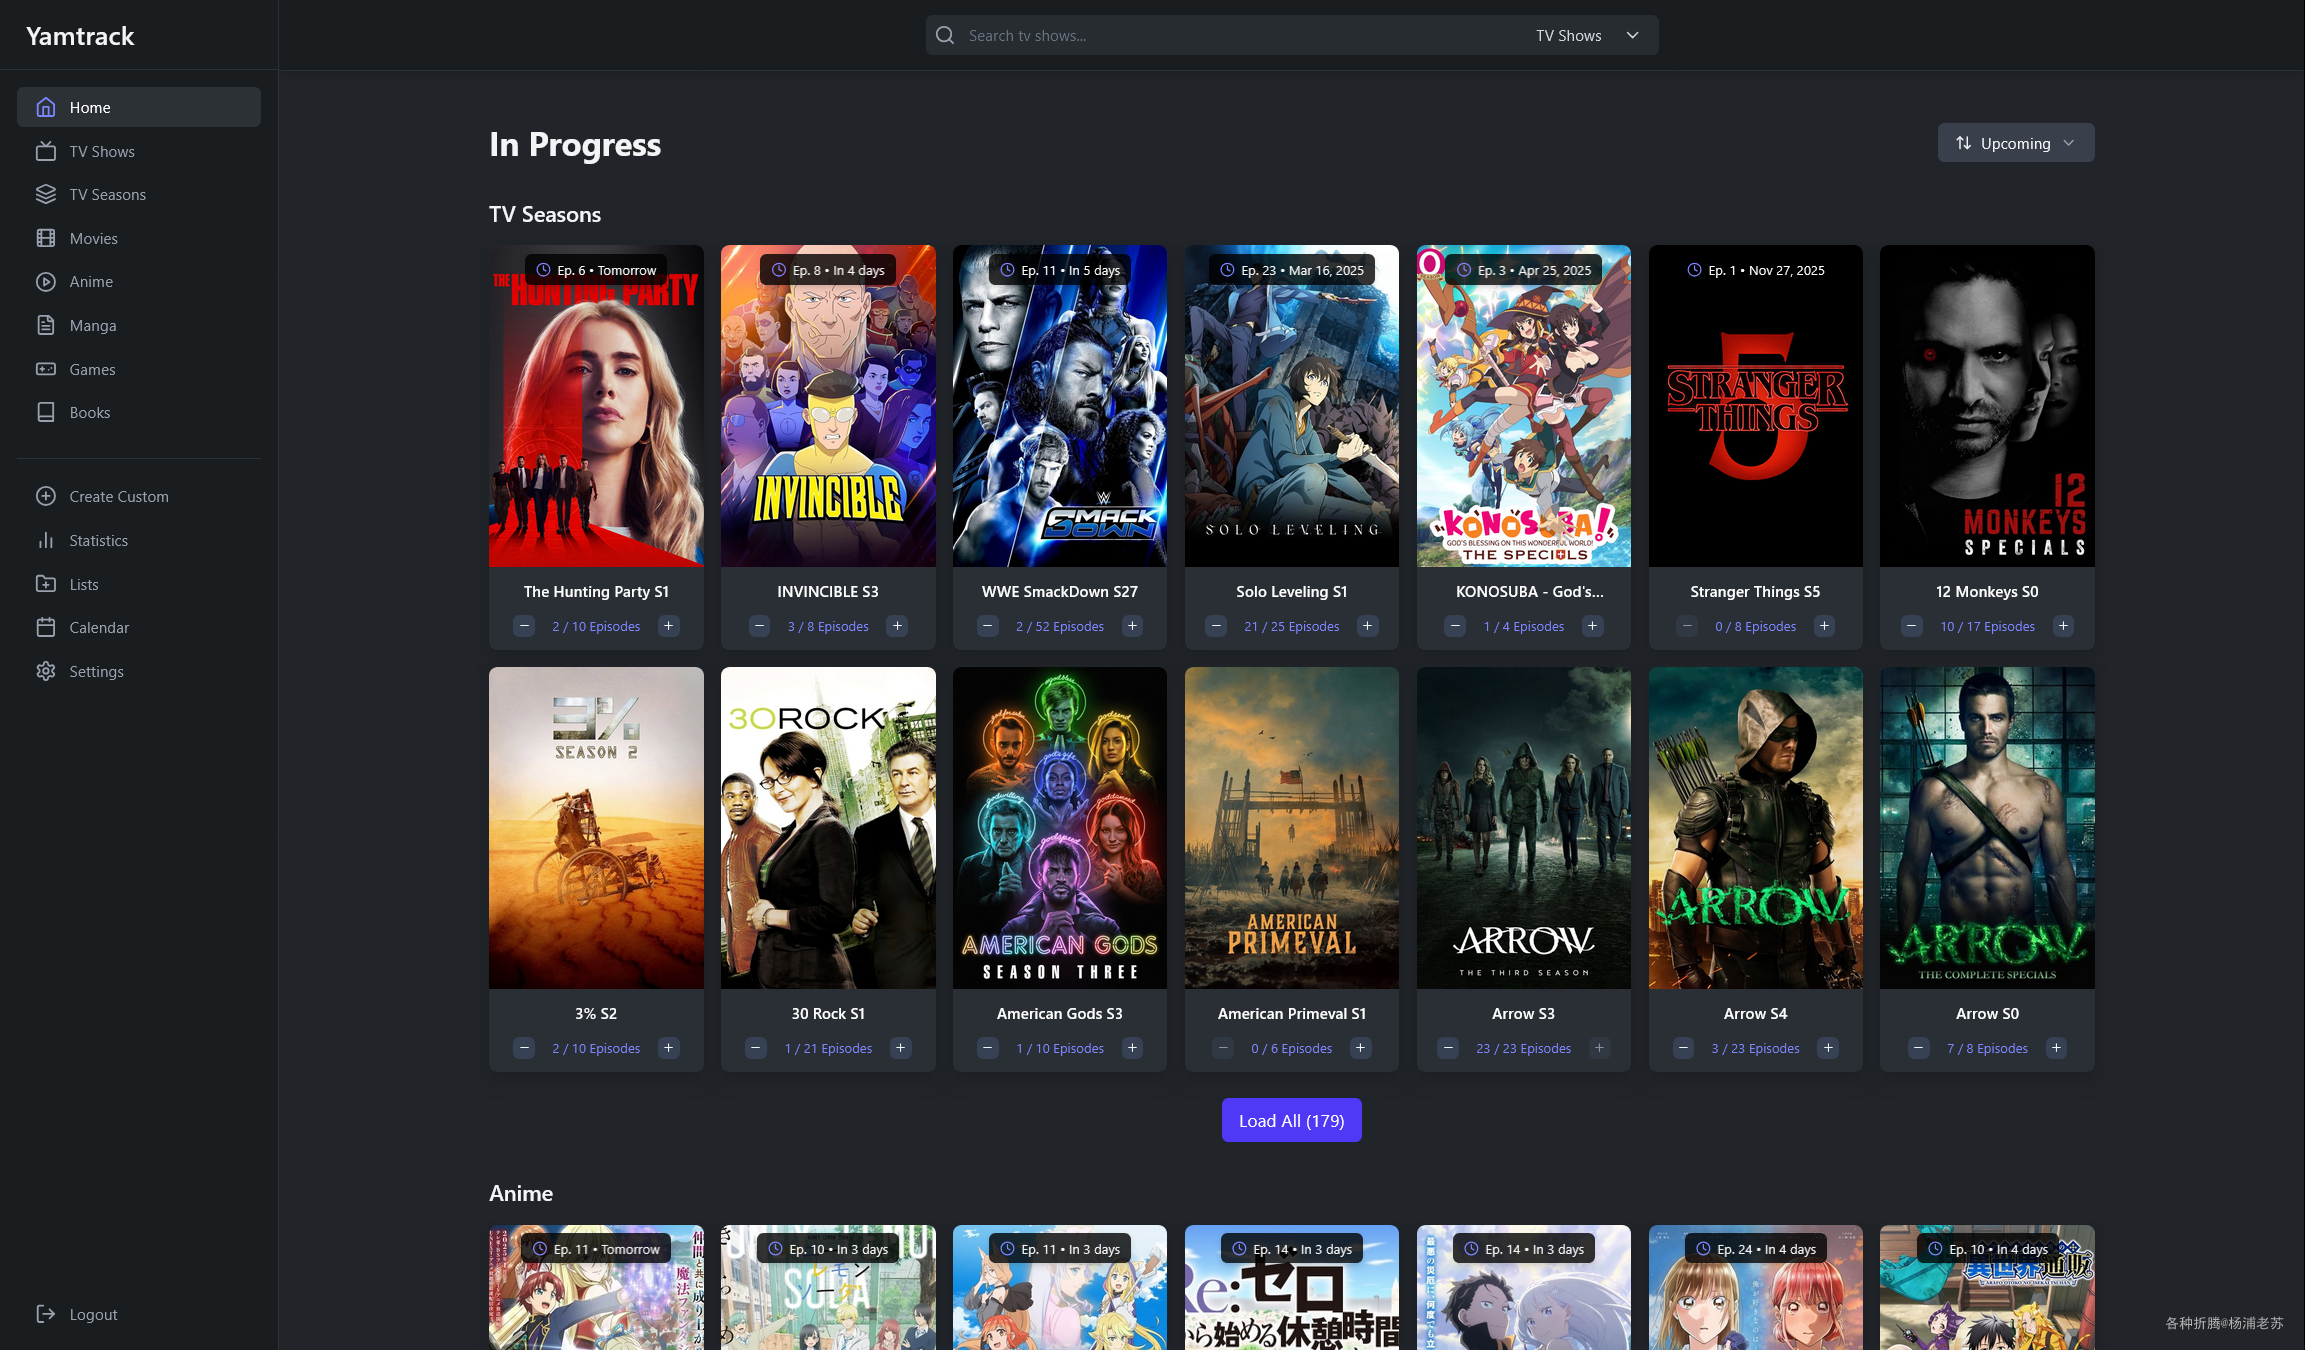 Yamtrack
Search tv shows...
TV Shows
Home
TV Shows
TV Seasons
Movies
Anime
Manga
Games
Books
Create Custom
Statistics
Lists
Calendar
Settings
Logout
In Progress
Upcoming
TV Seasons
Ep. 6 • Tomorrow
THE HUNTING PARTY
The Hunting Party S1
2 / 10 Episodes
Ep. 8 • In 4 days
INVINCIBLE
INVINCIBLE S3
3 / 8 Episodes
Ep. 11 • In 5 days
SMACK DOWN
WWE SmackDown S27
2 / 52 Episodes
Ep. 23 • Mar 16, 2025
SOLO LEVELING
Solo Leveling S1
21 / 25 Episodes
Ep. 3 • Apr 25, 2025
KONOSUBA!
GOD'S BLESSING ON THIS WONDERFUL WORLD!
THE SPECIALS
KONOSUBA - God's...
1 / 4 Episodes
Ep. 1 • Nov 27, 2025
STRANGER THINGS
5
Stranger Things S5
0 / 8 Episodes
12
MONKEYS
SPECIALS
12 Monkeys S0
10 / 17 Episodes
3%
SEASON 2
3% S2
2 / 10 Episodes
30ROCK
30 Rock S1
1 / 21 Episodes
godspeed
AMERICAN GODS
SEASON THREE
American Gods S3
1 / 10 Episodes
AMERICAN
PRIMEVAL
American Primeval S1
0 / 6 Episodes
ARROW
THE THIRD SEASON
Arrow S3
23 / 23 Episodes
ARROW
Arrow S4
3 / 23 Episodes
ARROW
THE COMPLETE SPECIALS
Arrow S0
7 / 8 Episodes
Load All (179)
Anime
Ep. 11 • Tomorrow
Ep. 10 • In 3 days
レモン
ソーダ
SODA
Ep. 11 • In 3 days
Ep. 14 • In 3 days
Re:ゼロ
から始める休憩時間
Ep. 14 • In 3 days
Ep. 24 • In 4 days
Ep. 10 • In 4 days
異世界通販
各种折腾@杨浦老苏